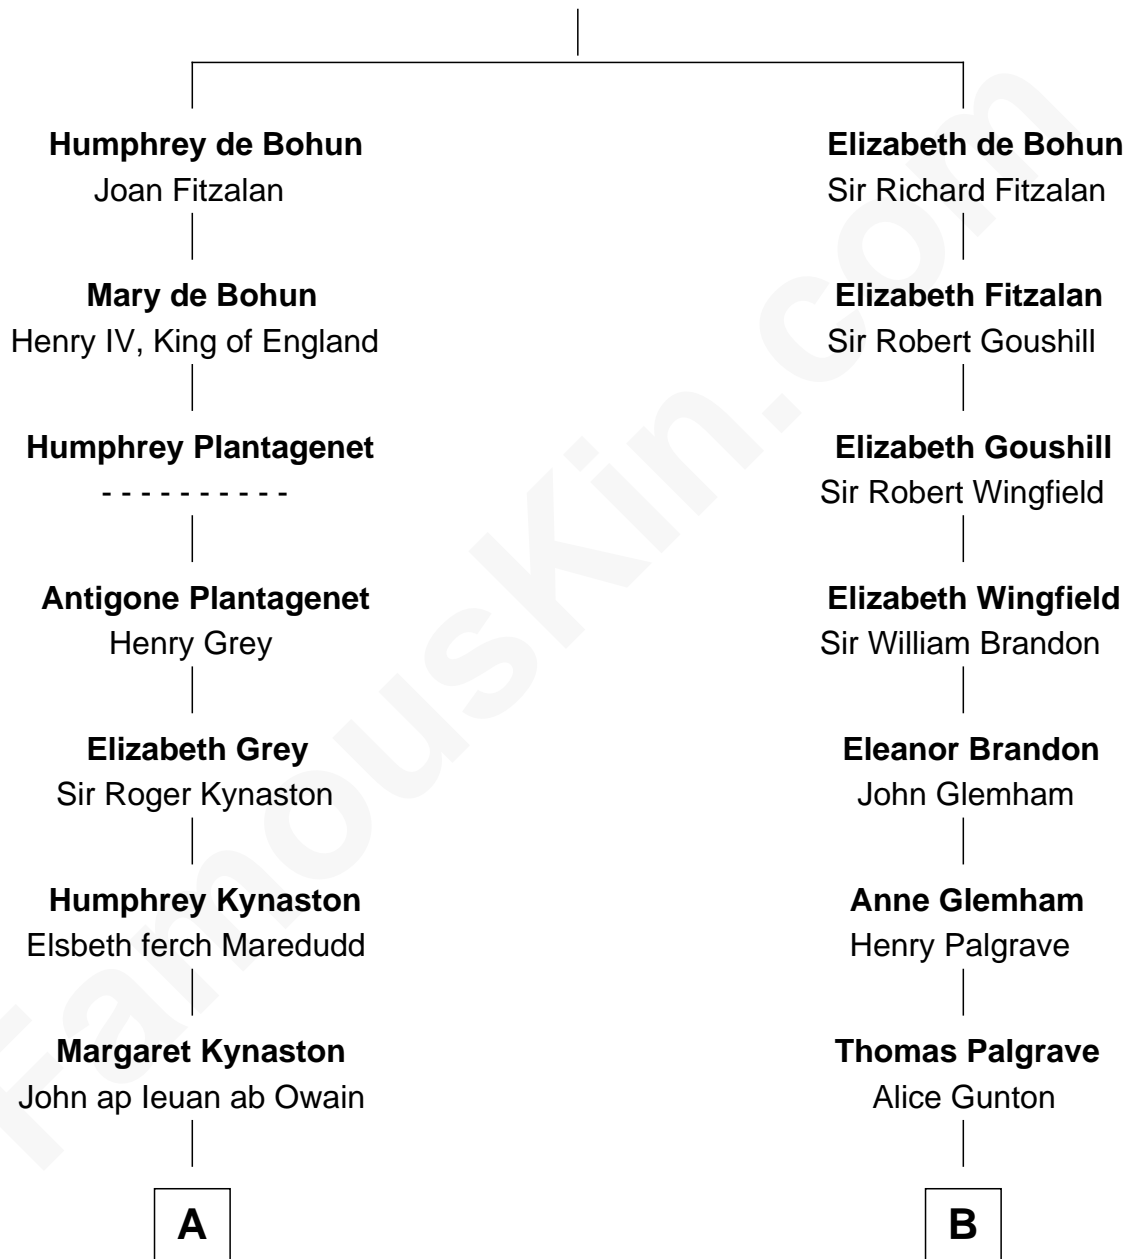 Humphrey de Bohun
Joan Fitzalan
Mary de Bohun
Henry IV, King of England
Humphrey Plantagenet
- - - - - - - - - -
Antigone Plantagenet
Henry Grey
Elizabeth Grey
Sir Roger Kynaston
Humphrey Kynaston
Elsbeth ferch Maredudd
Margaret Kynaston
John ap Ieuan ab Owain
A
Elizabeth de Bohun
Sir Richard Fitzalan
Elizabeth Fitzalan
Sir Robert Goushill
Elizabeth Goushill
Sir Robert Wingfield
Elizabeth Wingfield
Sir William Brandon
Eleanor Brandon
John Glemham
Anne Glemham
Henry Palgrave
Thomas Palgrave
Alice Gunton
B
FamousKin.com